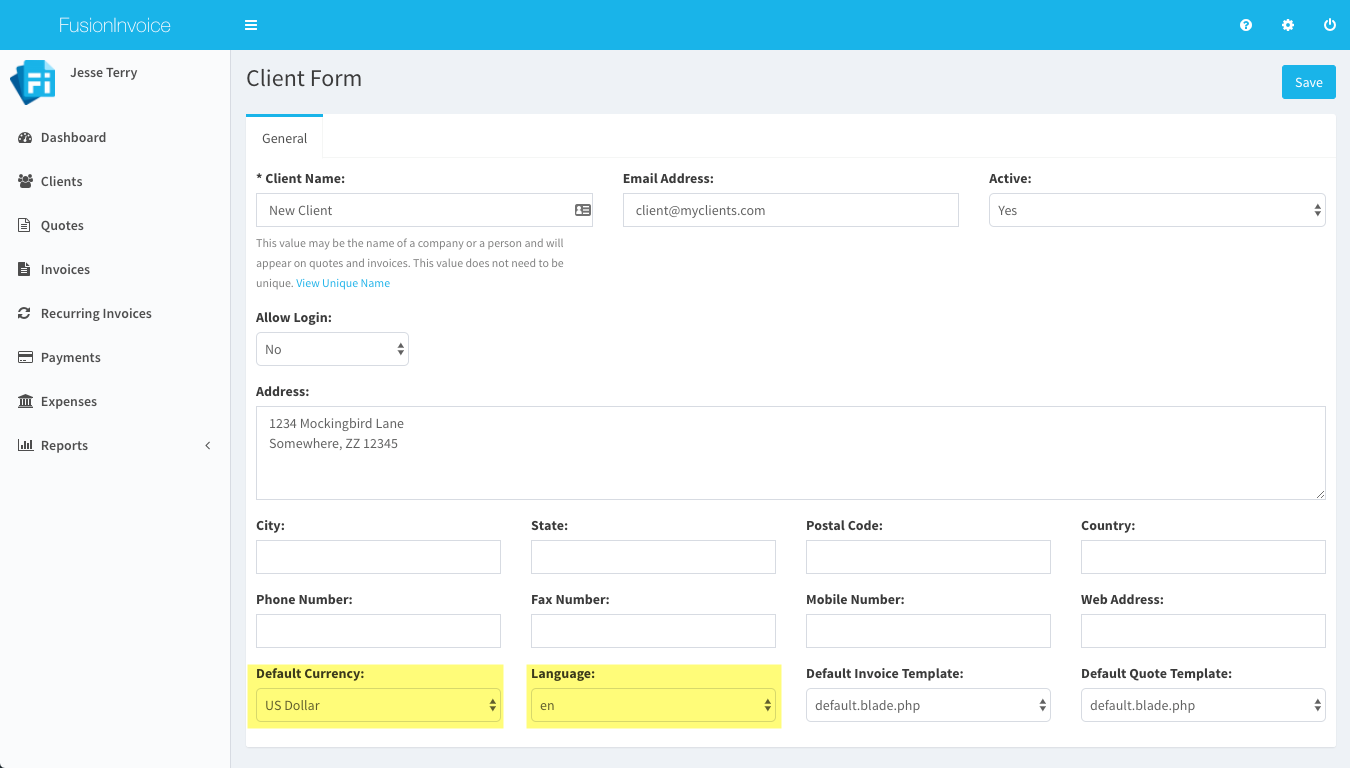 FusionInvoice
Fi
Jesse Terry
Dashboard
Clients
Quotes
Invoices
Recurring Invoices
Payments
Expenses
Reports
Client Form
Save
General
* Client Name:
Email Address:
Active:
New Client
client@myclients.com
Yes
This value may be the name of a company or a person and will
appear on quotes and invoices. This value does not need to be
unique. View Unique Name
Allow Login:
No
Address:
1234 Mockingbird Lane
Somewhere, ZZ 12345
City:
State:
Postal Code:
Country:
Phone Number:
Fax Number:
Mobile Number:
Web Address:
Default Currency:
Language:
Default Invoice Template:
Default Quote Template:
US Dollar
en
default.blade.php
default.blade.php